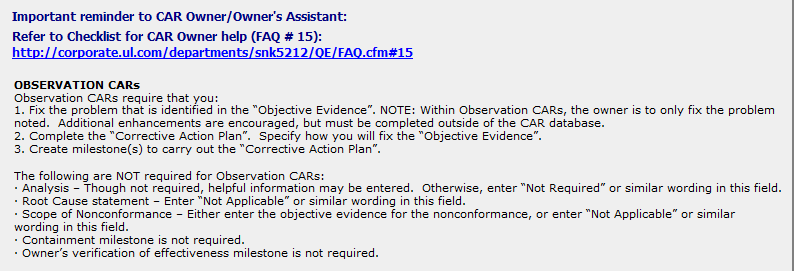 Important reminder to CAR Owner/Owner's Assistant:
Refer to Checklist for CAR Owner help (FAQ # 15):
http://corporate.ul.com/departments/snk5212/QE/FAQ.cfm#15
OBSERVATION CARs
Observation CARs require that you:
1. Fix the problem that is identified in the “Objective Evidence”. NOTE: Within Observation CARs, the owner is to only fix the problem
noted.  Additional enhancements are encouraged, but must be completed outside of the CAR database.
2. Complete the “Corrective Action Plan”.  Specify how you will fix the “Objective Evidence”.
3. Create milestone(s) to carry out the “Corrective Action Plan”.
The following are NOT required for Observation CARs:
· Analysis – Though not required, helpful information may be entered.  Otherwise, enter “Not Required” or similar wording in this field.
· Root Cause statement – Enter “Not Applicable” or similar wording in this field.
· Scope of Nonconformance – Either enter the objective evidence for the nonconformance, or enter “Not Applicable” or similar
wording in this field.
· Containment milestone is not required.
· Owner’s verification of effectiveness milestone is not required.